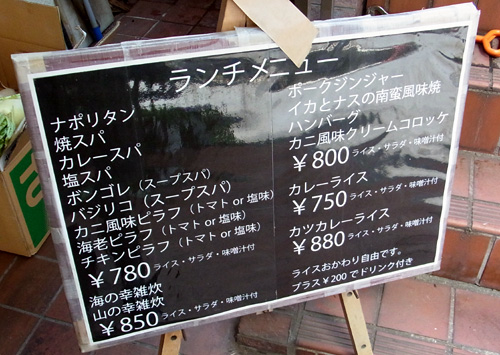 ランチメニュー
ナポリタン
焼スパ
カレースパ
塩スパ
ボンゴレ（スープスパ）
バジリコ（スープスパ）
カニ風味ピラフ（トマト or 塩味）
海老ピラフ（トマト or 塩味）
チキンピラフ（トマト or 塩味）
￥780 ライス・サラダ・味噌汁付
海の幸雑炊
山の幸雑炊
￥850 ライス・サラダ・味噌汁付
ポークジンジャー
イカとナスの南蛮風味焼
ハンバーグ
カニ風味クリームコロッケ
￥800 ライス・サラダ・味噌汁付
カレーライス
￥750 ライス・サラダ・味噌汁付
カツカレーライス
￥880 ライス・サラダ・味噌汁付
ライスおかわり自由です。
プラス￥200 でドリンク付き